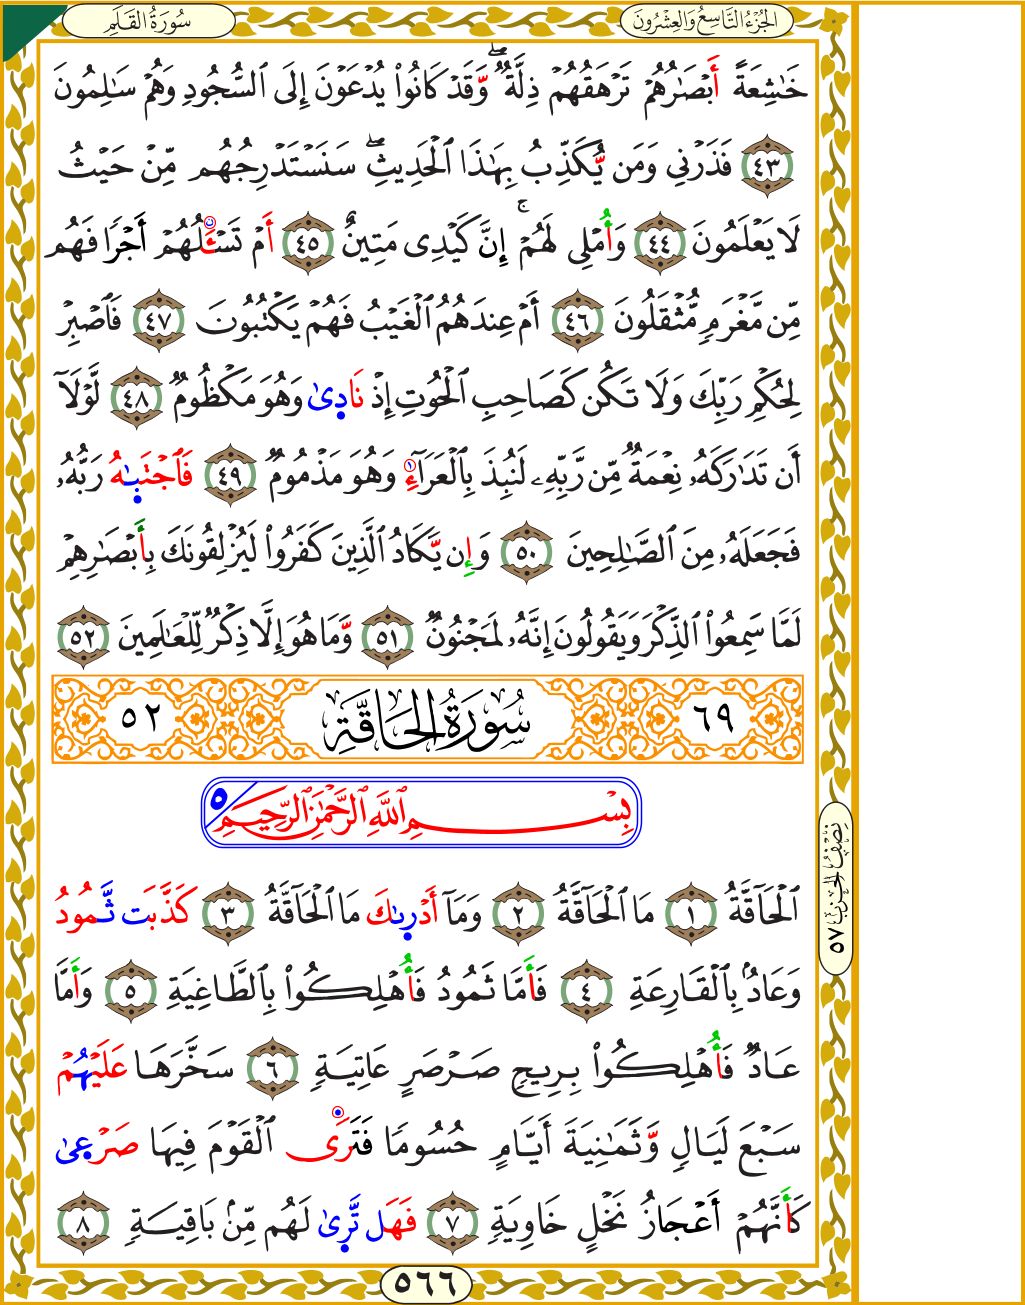 سُورَةُ القَلَمِ
الجُزْءُ التَّاسِعُ وَالعِشْرُونَ
خَٰشِعَةً أَبْصَٰرُهُمْ تَرْهَقُهُمْ ذِلَّةٌ ۖ وَّقَدْ كَانُوا۟ يُدْعَوْنَ إِلَى ٱلسُّجُودِ وَهُمْ سَٰلِمُونَ
٤٣ فَذَرْنِى وَمَن يُّكَذِّبُ بِهَٰذَا ٱلْحَدِيثِ ۖ سَنَسْتَدْرِجُهُم مِّنْ حَيْثُ
لَا يَعْلَمُونَ ٤٤ وَأُمْلِى لَهُمْ ۚ إِنَّ كَيْدِى مَتِينٌ ٤٥ أَمْ تَسْـَٔلُهُمْ أَجْرًا فَهُم
مِّن مَّغْرَمٍ مُّثْقَلُونَ ٤٦ أَمْ عِندَهُمُ ٱلْغَيْبُ فَهُمْ يَكْتُبُونَ ٤٧ فَٱصْبِرْ
لِحُكْمِ رَبِّكَ وَلَا تَكُن كَصَاحِبِ ٱلْحُوتِ إِذْ نَادِىٰ وَهُوَ مَكْظُومٌ ٤٨ لَّوْلَآ
أَن تَدَٰرَكَهُۥ نِعْمَةٌ مِّن رَّبِّهِۦ لَنُبِذَ بِٱلْعَرَآءِ وَهُوَ مَذْمُومٌ ٤٩ فَٱجْتَبٰىهُ رَبُّهُۥ
فَجَعَلَهُۥ مِنَ ٱلصَّٰلِحِينَ ٥٠ وَإِن يَّكَادُ ٱلَّذِينَ كَفَرُوا۟ لَيُزْلِقُونَكَ بِأَبْصَٰرِهِمْ
لَمَّا سَمِعُوا۟ ٱلذِّكْرَ وَيَقُولُونَ إِنَّهُۥ لَمَجْنُونٌ ٥١ وَّمَا هُوَ إِلَّا ذِكْرٌ لِّلْعَٰلَمِينَ ٥٢
٦٩ سُورَةُ الحَاقَّةِ ٥٢
بِسْمِ ٱللَّهِ ٱلرَّحْمَٰنِ ٱلرَّحِيمِ ٥
ٱلْحَآقَّةُ ١ مَا ٱلْحَآقَّةُ ٢ وَمَآ أَدْرِىٰكَ مَا ٱلْحَآقَّةُ ٣ كَذَّبَت ثَّمُودُ
وَعَادٌۢ بِٱلْقَارِعَةِ ٤ فَأَمَّا ثَمُودُ فَأُهْلِكُوا۟ بِٱلطَّاغِيَةِ ٥ وَأَمَّا
عَادٌ فَأُهْلِكُوا۟ بِرِيحٍ صَرْصَرٍ عَاتِيَةٍ ٦ سَخَّرَهَا عَلَيْهُمْ
سَبْعَ لَيَالٍ وَّثَمَٰنِيَةَ أَيَّامٍ حُسُومًا فَتَرَى ٱلْقَوْمَ فِيهَا صَرْعِىٰ
كَأَنَّهُمْ أَعْجَازُ نَخْلٍ خَاوِيَةٍ ٧ فَهَل تَّرِىٰ لَهُم مِّنۢ بَاقِيَةٍ ٨
نِصْفُ الحِزْبِ ٥٧
٥٦٦